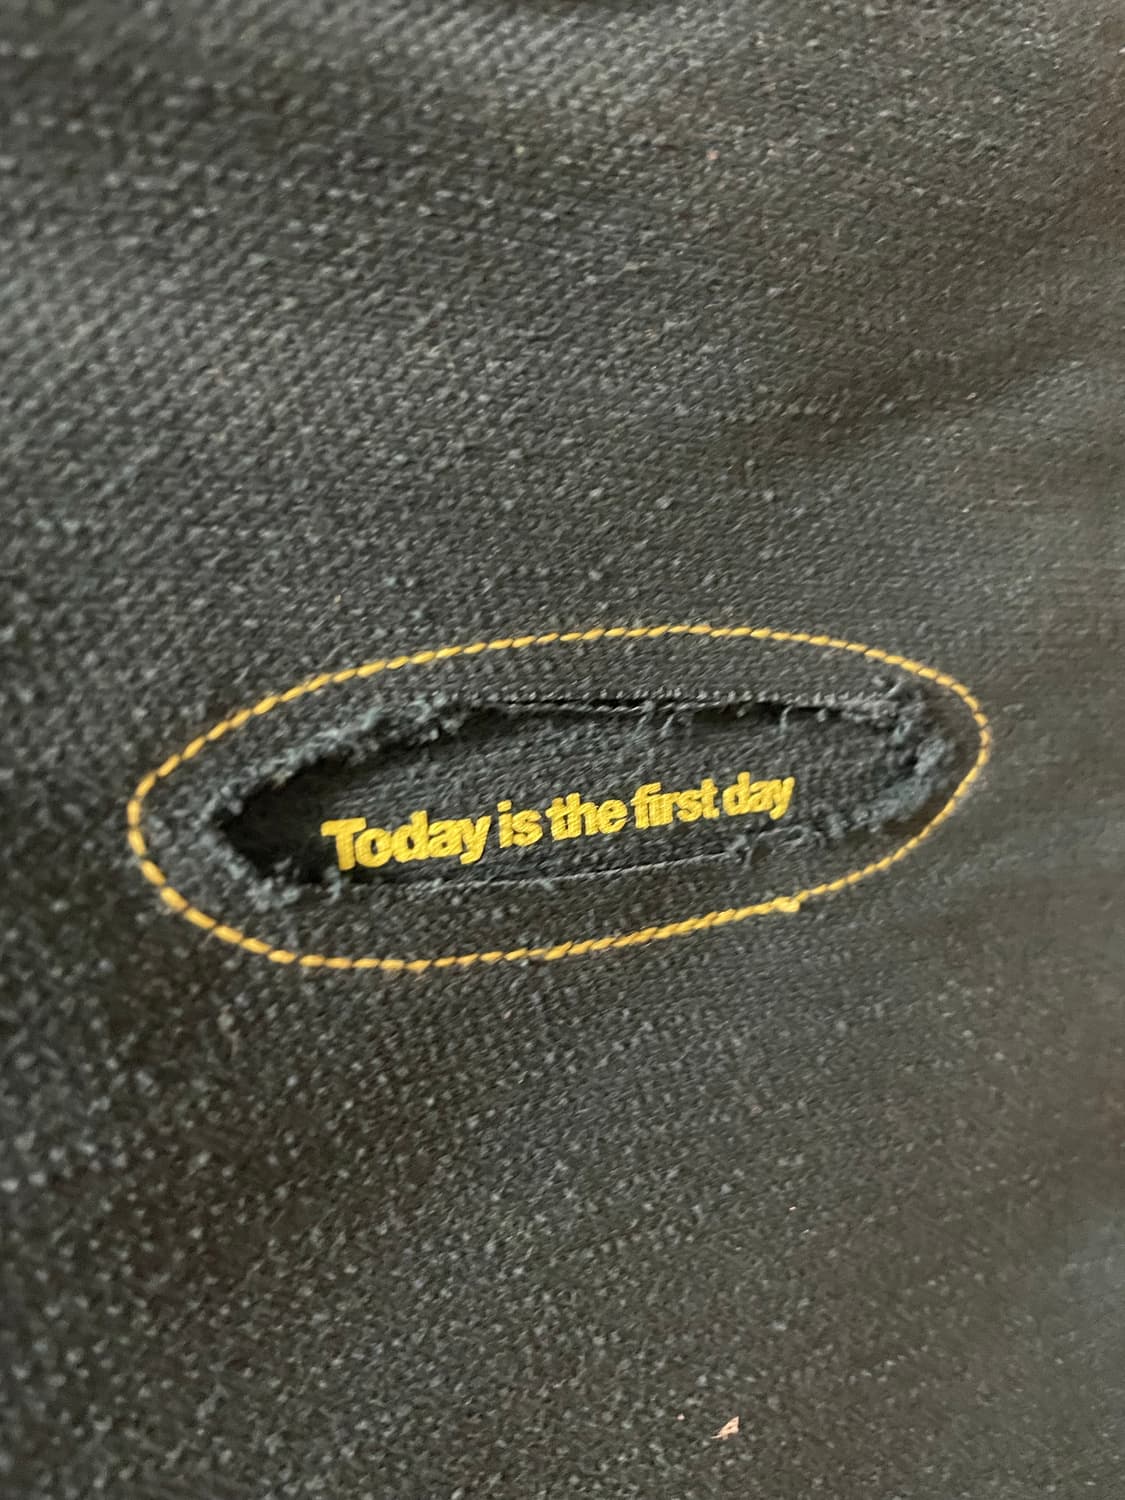 Today is the first day